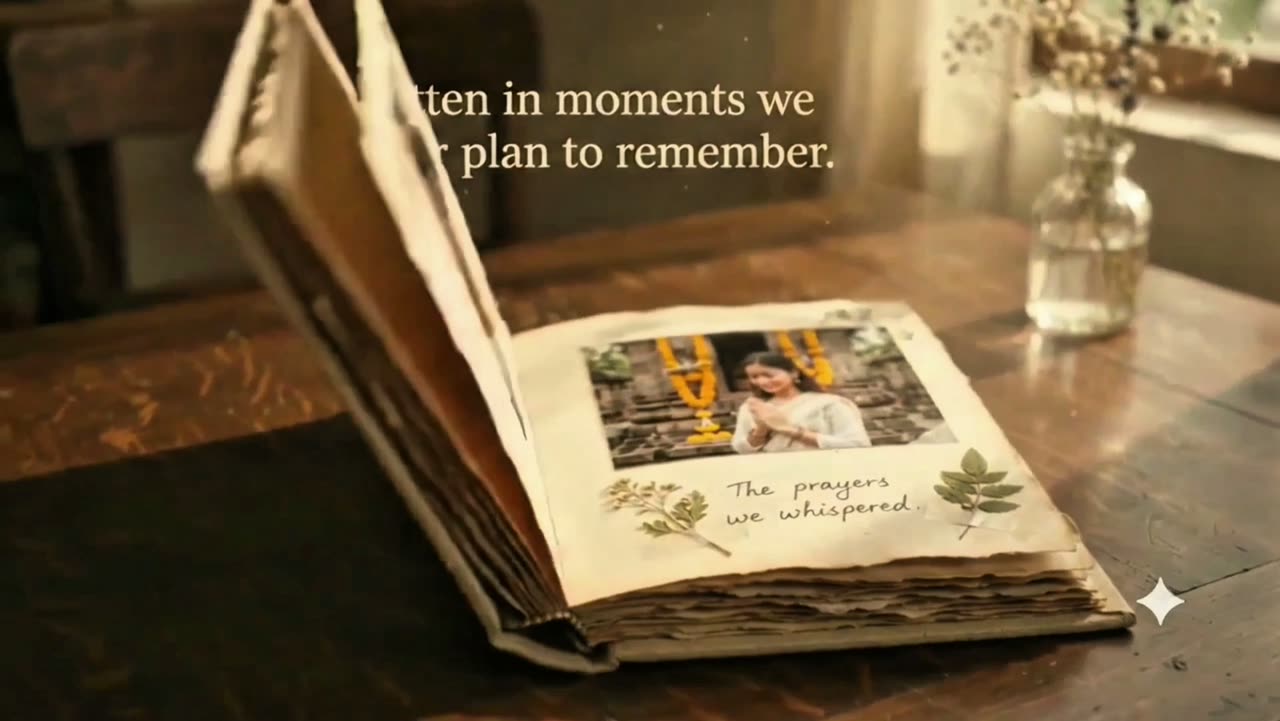 tten in moments we
r plan to remember.
The prayers
we whispered.